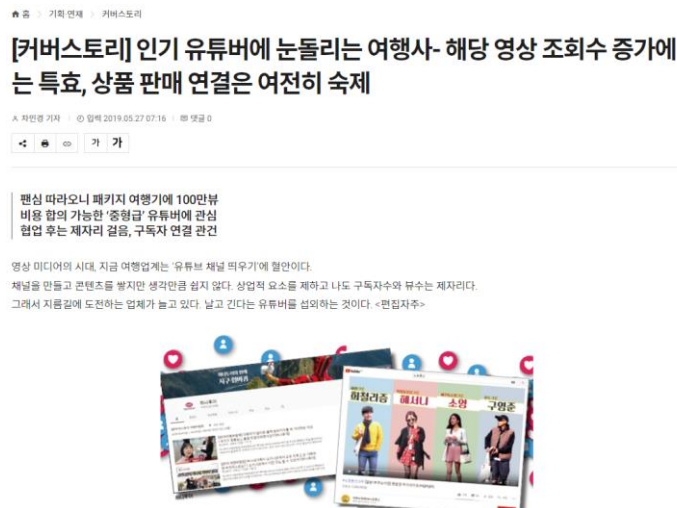 홈 > 기획·연재 > 커버스토리
[커버스토리] 인기 유튜버에 눈돌리는 여행사- 해당 영상 조회수 증가에
는 특효, 상품 판매 연결은 여전히 숙제
차민경 기자 입력 2019.05.27 07:16 댓글 0
가 가
팬심 따라오니 패키지 여행기에 100만뷰
비용 합의 가능한 ‘중형급’ 유튜버에 관심
협업 후는 제자리 걸음, 구독자 연결 관건
영상 미디어의 시대, 지금 여행업계는 ‘유튜브 채널 띄우기’에 혈안이다.
채널을 만들고 콘텐츠를 쌓지만 생각만큼 쉽지 않다. 상업적 요소를 제하고 나도 구독자수와 뷰수는 제자리다.
그래서 지름길에 도전하는 업체가 늘고 있다. 날고 긴다는 유튜버를 섭외하는 것이다. <편집자주>
하나투어
소영
구영준